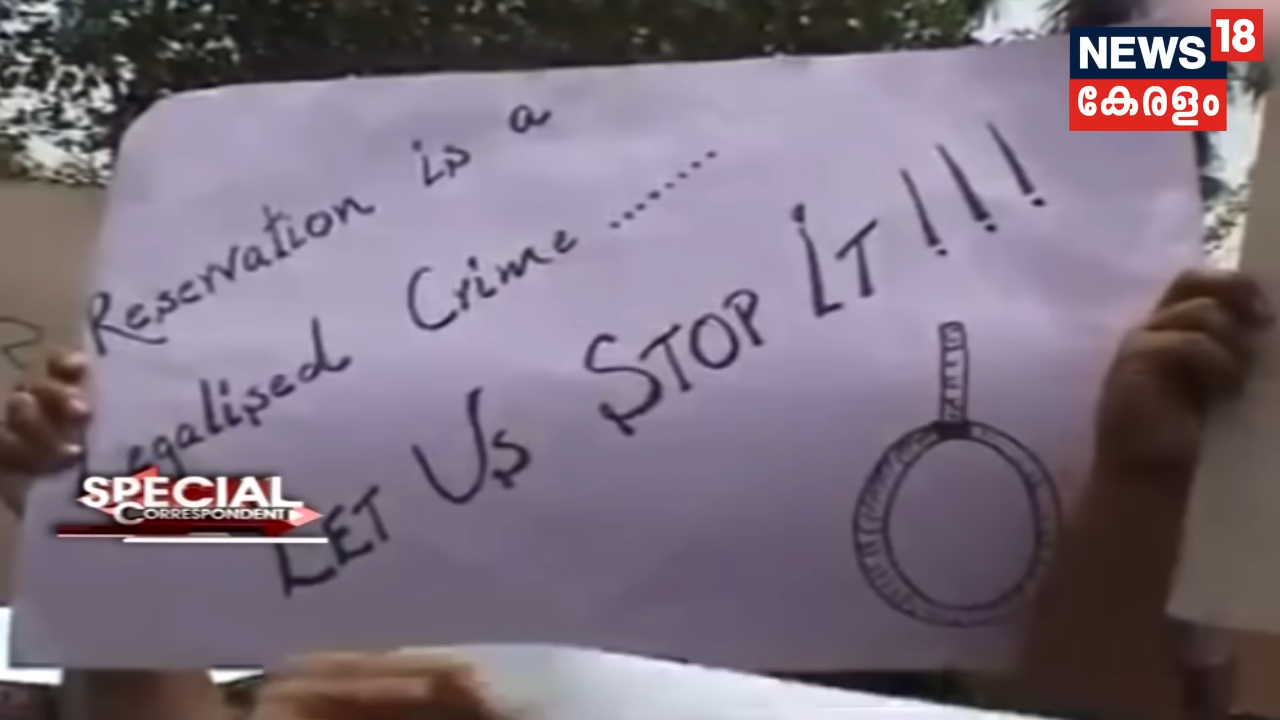 NEWS 18
കേരളം
Reservation is a
Legalised Crime ........
LET Us STOP IT!!!
SPECIAL
CORRESPONDENT